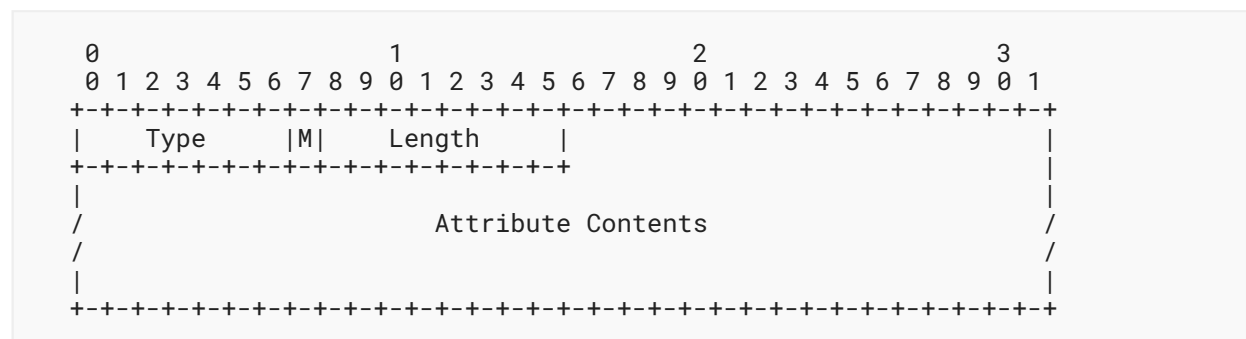 0                   1                   2                   3
 0 1 2 3 4 5 6 7 8 9 0 1 2 3 4 5 6 7 8 9 0 1 2 3 4 5 6 7 8 9 0 1
+-+-+-+-+-+-+-+-+-+-+-+-+-+-+-+-+-+-+-+-+-+-+-+-+-+-+-+-+-+-+-+-+
|    Type     |M|    Length     |                               |
+-+-+-+-+-+-+-+-+-+-+-+-+-+-+-+-+                               |
|                                                               |
/                       Attribute Contents                      /
/                                                               /
|                                                               |
+-+-+-+-+-+-+-+-+-+-+-+-+-+-+-+-+-+-+-+-+-+-+-+-+-+-+-+-+-+-+-+-+